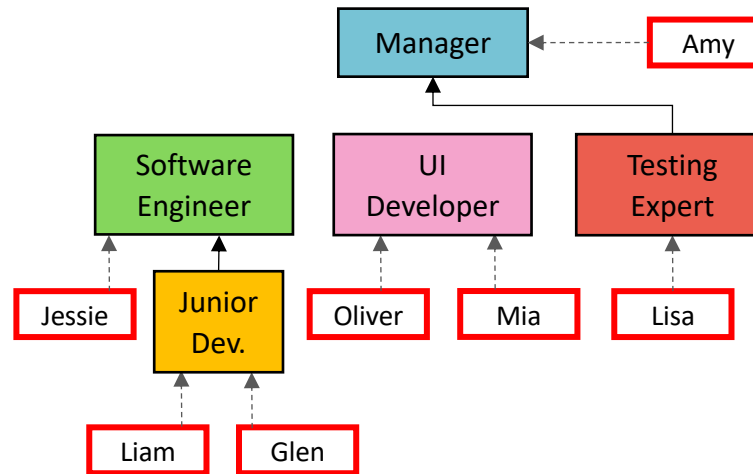 Manager
Amy
Software
Engineer
UI
Developer
Testing
Expert
Jessie
Junior
Dev.
Oliver
Mia
Lisa
Liam
Glen